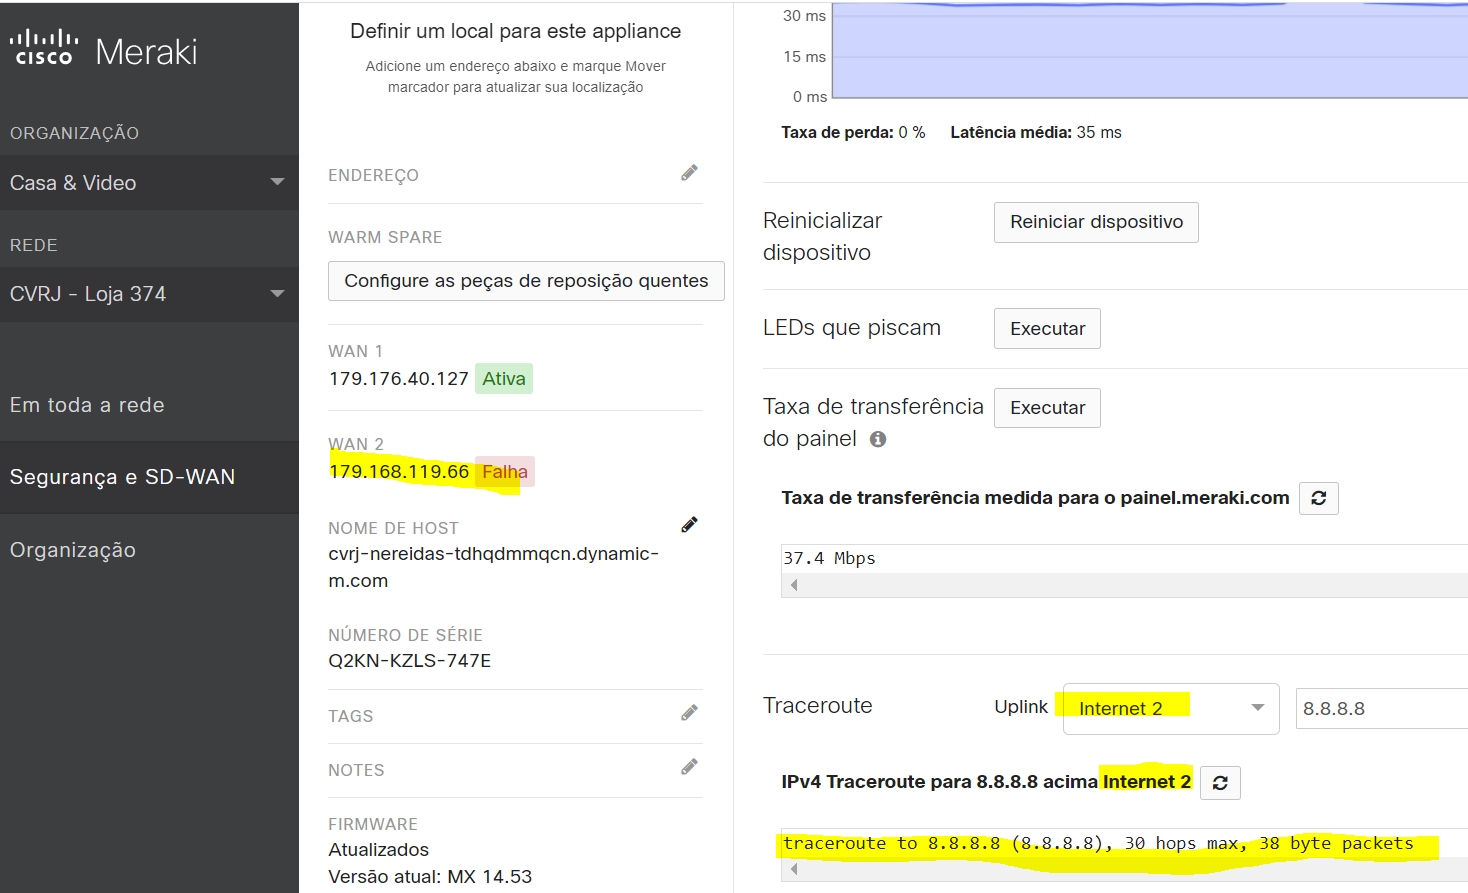 cisco Meraki
ORGANIZAÇÃO
Casa & Video
REDE
CVRJ - Loja 374
Em toda a rede
Segurança e SD-WAN
Organização
Definir um local para este appliance
Adicione um endereço abaixo e marque Mover
marcador para atualizar sua localização
ENDEREÇO
WARM SPARE
Configure as peças de reposição quentes
WAN 1
179.176.40.127 Ativa
WAN 2
179.168.119.66 Falha
NOME DE HOST
cvrj-nereidas-tdhqdmmqcn.dynamic-
m.com
NÚMERO DE SÉRIE
Q2KN-KZLS-747E
TAGS
NOTES
FIRMWARE
Atualizados
Versão atual: MX 14.53
30 ms
15 ms
0 ms
Taxa de perda: 0 % Latência média: 35 ms
Reinicializar
dispositivo
Reiniciar dispositivo
LEDs que piscam
Executar
Taxa de transferência
do painel
Executar
Taxa de transferência medida para o painel.meraki.com
37.4 Mbps
Traceroute
Uplink
Internet 2
8.8.8.8
IPv4 Traceroute para 8.8.8.8 acima Internet 2
traceroute to 8.8.8.8 (8.8.8.8), 30 hops max, 38 byte packets